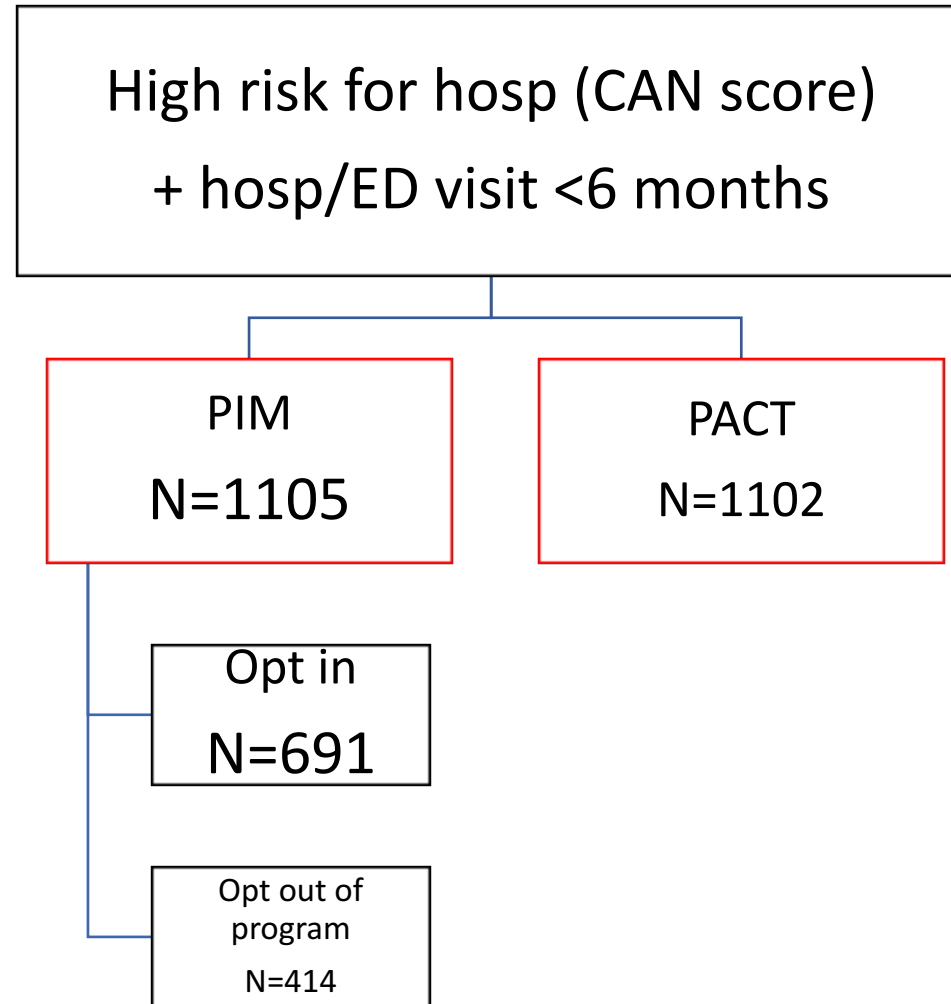 High risk for hosp (CAN score)
+ hosp/ED visit <6 months
PIM
N=1105
PACT
N=1102
Opt in
N=691
Opt out of
program
N=414